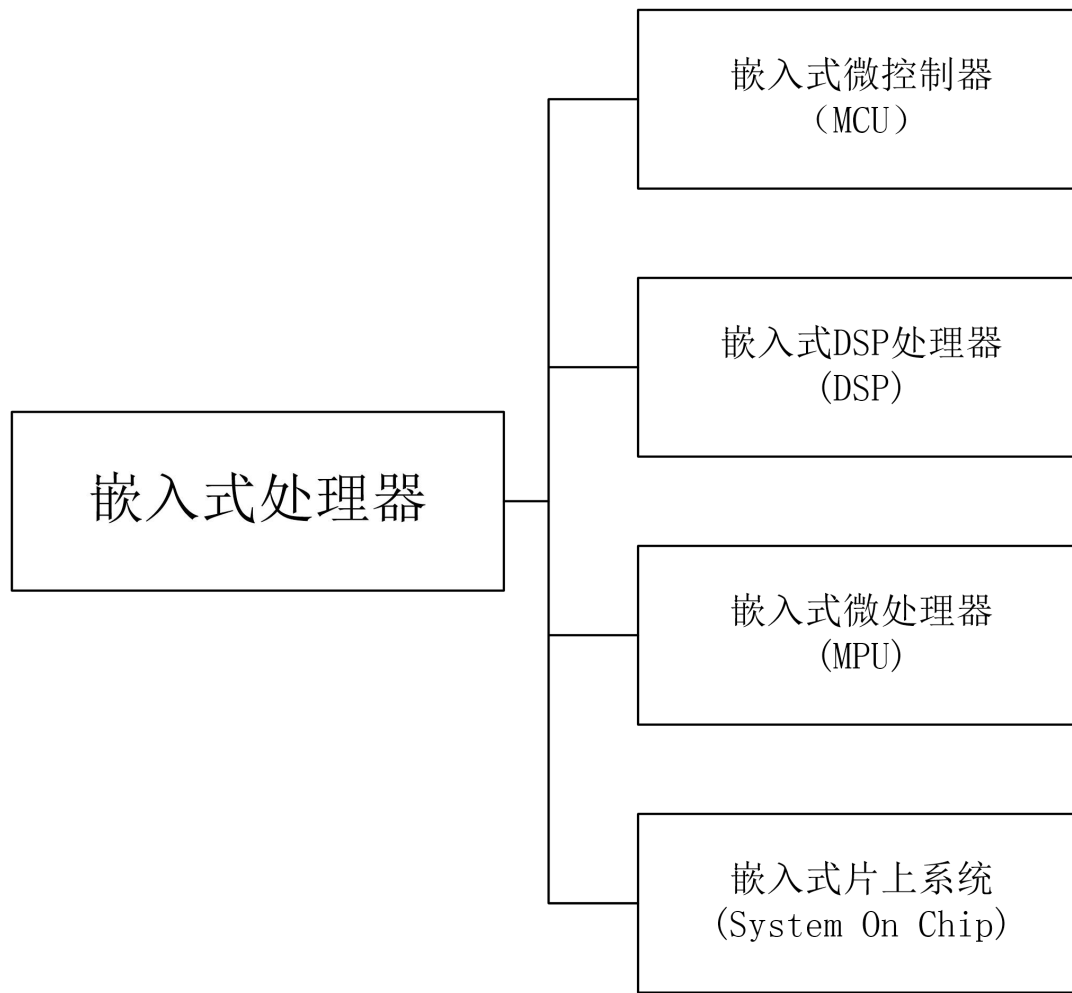 嵌入式微控制器
（MCU）
嵌入式DSP处理器
(DSP)
嵌入式处理器
嵌入式微处理器
(MPU)
嵌入式片上系统
(System On Chip)